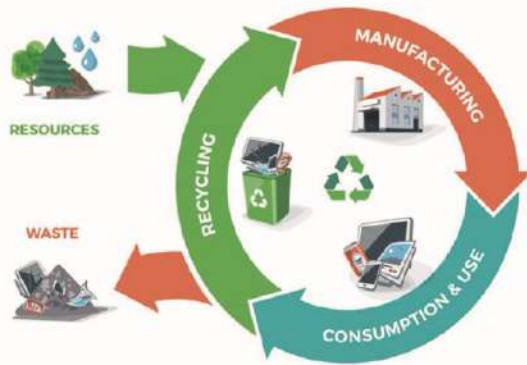 RESOURCES
WASTE
RECYCLING
MANUFACTURING
CONSUMPTION & USE